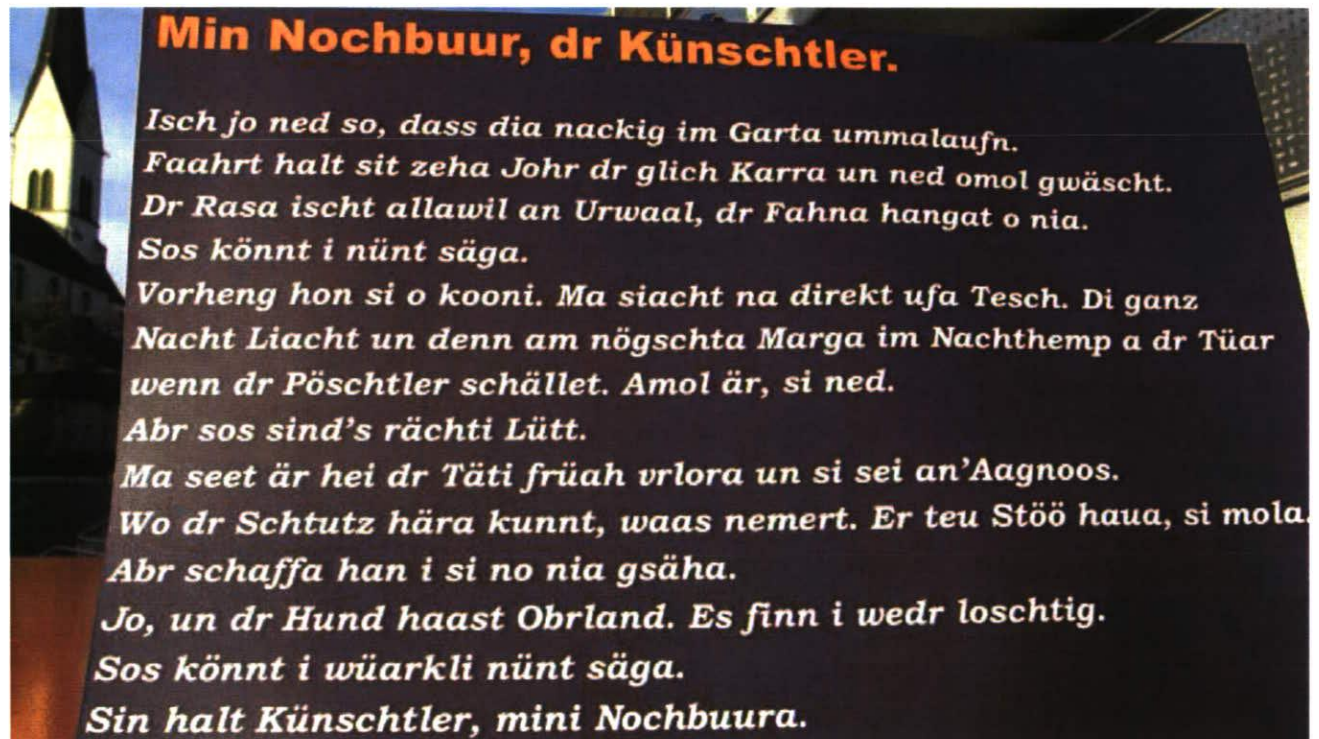 Min Nochbuur, dr Künschtler.
Isch jo ned so, dass dia nackig im Garta ummalaufn.
Faahrt halt sit zeha Johr dr glich Karra un ned omol gwäscht.
Dr Rasa ischt allawil an Urwaal, dr Fahna hangat o nia.
Sos könnt i nünt säga.
Vorheng hon si o kooni. Ma siacht na direkt ufa Tesch. Di ganz
Nacht Liacht un denn am nögschta Marga im Nachthemp a dr Tüar
wenn dr Pöschtler schället. Amol är, si ned.
Abr sos sind's rächti Lütt.
Ma seet är hei dr Täti früah vrlora un si sei an'Aagnoos.
Wo dr Schtutz hära kunnt, waas nemert. Er teu Stöö haua, si mola.
Abr schaffa han i si no nia gsäha.
Jo, un dr Hund haast Obrland. Es finn i wedr loschtig.
Sos könnt i wüarkli nünt säga.
Sin halt Künschtler, mini Nochbuura.